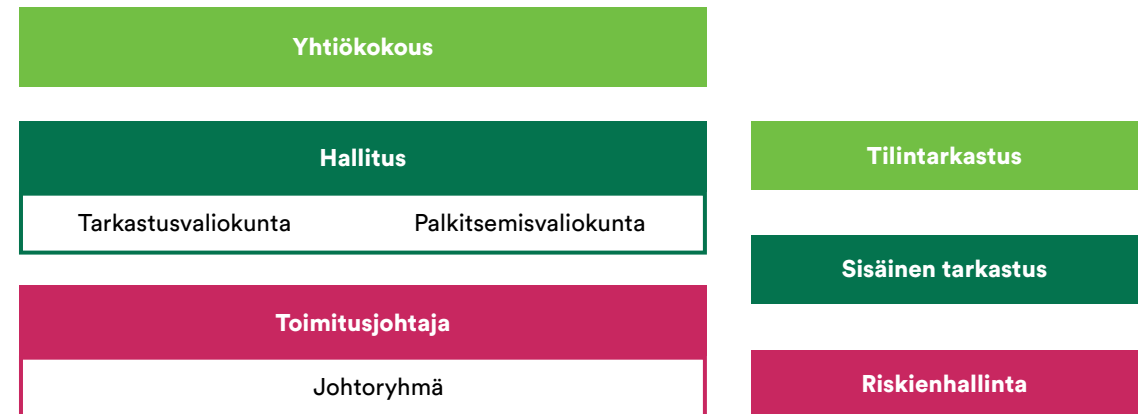 Yhtiökokous
Hallitus
Tarkastusvaliokunta
Palkitsemisvaliokunta
Toimitusjohtaja
Johtoryhmä
Tilintarkastus
Sisäinen tarkastus
Riskienhallinta